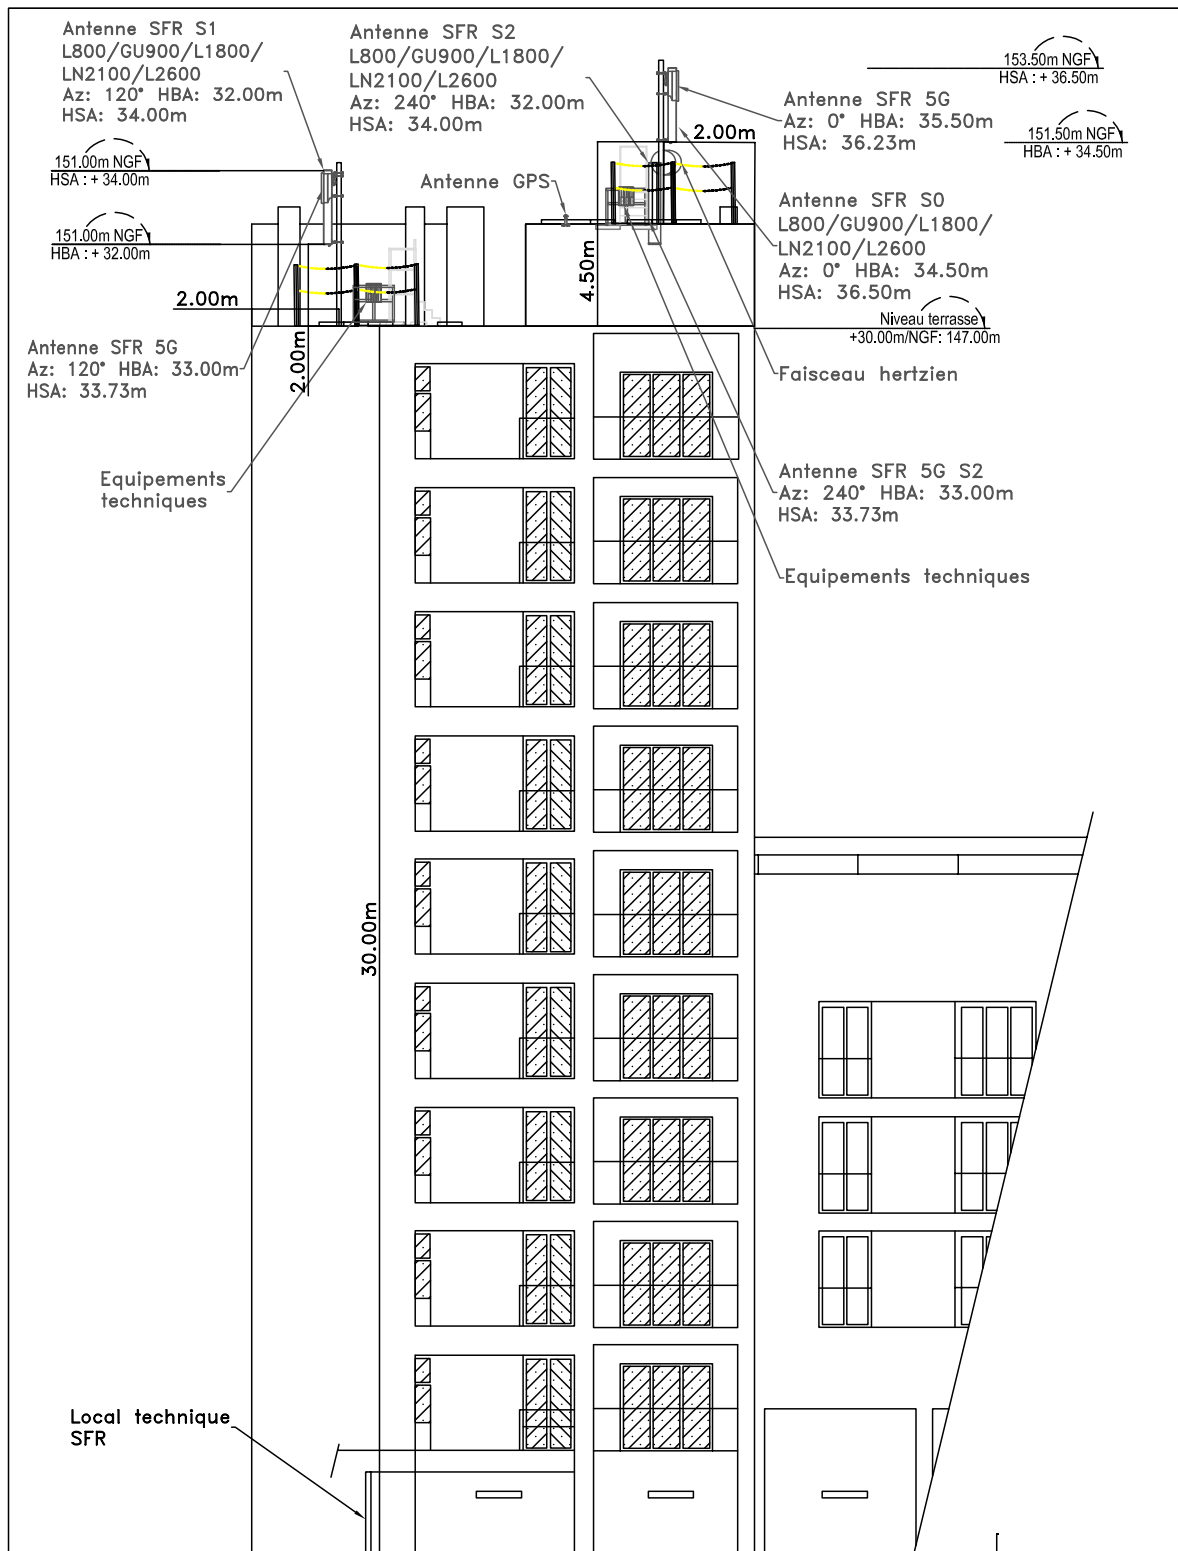 Antenne SFR S1
L800/GU900/L1800/
LN2100/L2600
Az: 120° HBA: 32.00m
HSA: 34.00m
Antenne SFR S2
L800/GU900/L1800/
LN2100/L2600
Az: 240° HBA: 32.00m
HSA: 34.00m
153.50m NGF
HSA : + 36.50m
Antenne SFR 5G
Az: 0° HBA: 35.50m
HSA: 36.23m
2.00m
151.50m NGF
HBA : + 34.50m
151.00m NGF
HSA : + 34.00m
Antenne GPS
Antenne SFR S0
L800/GU900/L1800/
LN2100/L2600
Az: 0° HBA: 34.50m
HSA: 36.50m
151.00m NGF
HBA : + 32.00m
4.50m
2.00m
Niveau terrasse
+30.00m/NGF: 147.00m
Antenne SFR 5G
Az: 120° HBA: 33.00m
HSA: 33.73m
2.00m
Faisceau hertzien
Equipements
techniques
Antenne SFR 5G S2
Az: 240° HBA: 33.00m
HSA: 33.73m
Equipements techniques
30.00m
Local technique
SFR